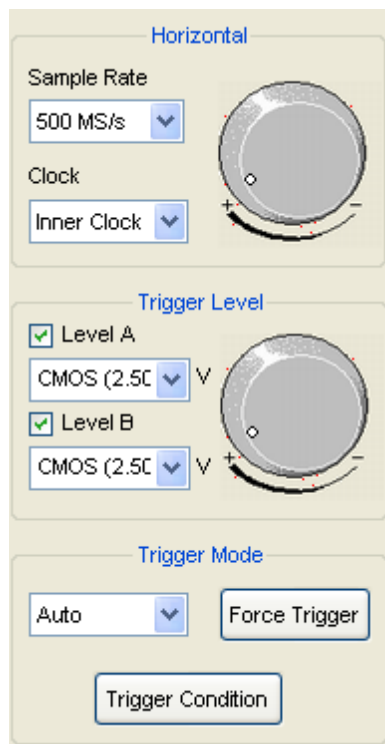 Horizontal
Sample Rate
500 MS/s
Clock
Inner Clock
+ -
Trigger Level
Level A
CMOS (2.50 V
Level B
CMOS (2.50 V
+ -
Trigger Mode
Auto
Force Trigger
Trigger Condition